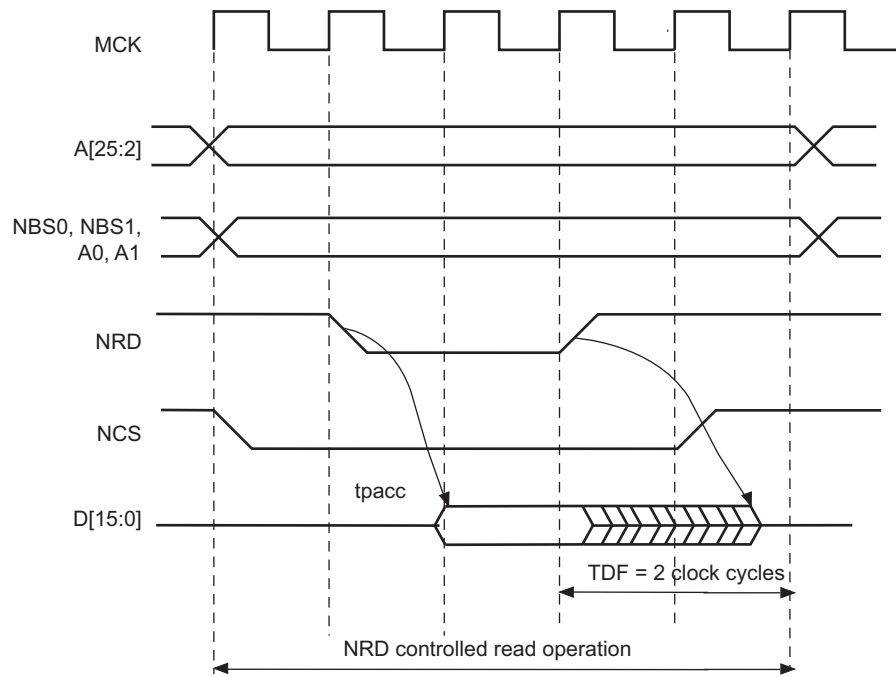 MCK
A[25:2]
NBS0, NBS1,
A0, A1
NRD
NCS
tpacc
D[15:0]
TDF = 2 clock cycles
NRD controlled read operation